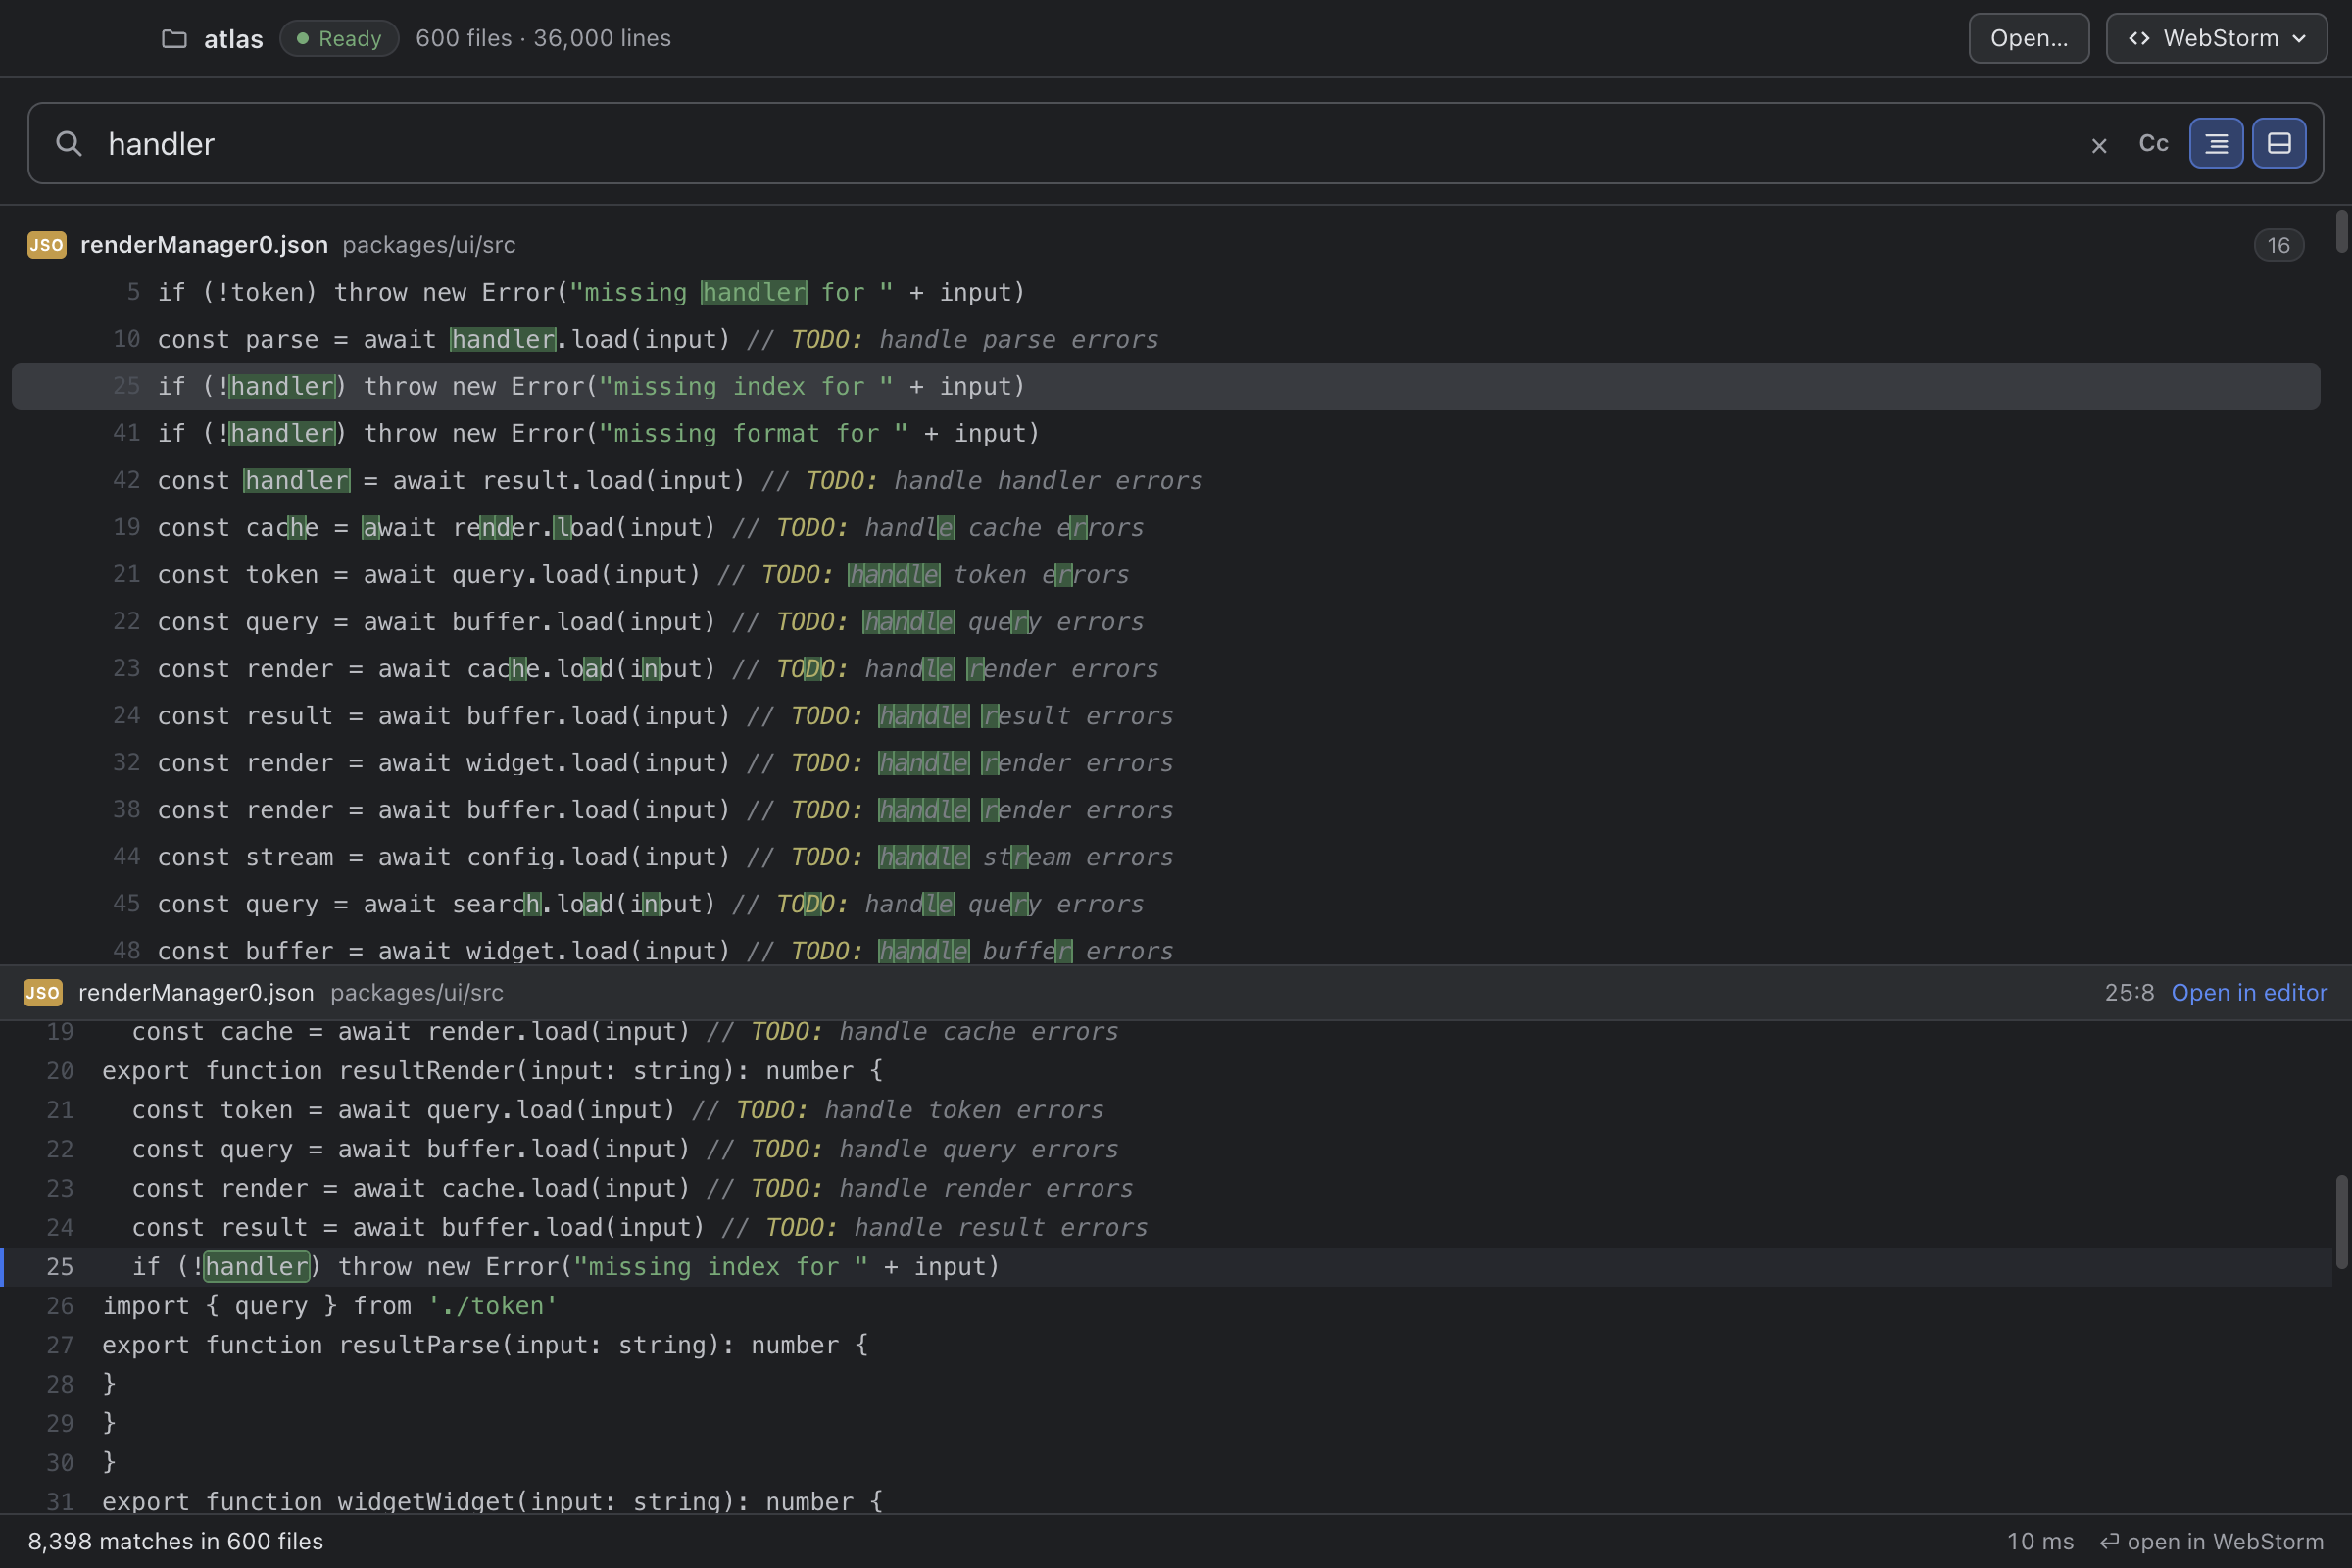 atlas Ready 600 files · 36,000 lines Open... WebStorm
handler Cc
JSO renderManager0.json packages/ui/src 16
5 if (!token) throw new Error("missing handler for " + input)
10 const parse = await handler.load(input) // TODO: handle parse errors
25 if (!handler) throw new Error("missing index for " + input)
41 if (!handler) throw new Error("missing format for " + input)
42 const handler = await result.load(input) // TODO: handle handler errors
19 const cache = await render.load(input) // TODO: handle cache errors
21 const token = await query.load(input) // TODO: handle token errors
22 const query = await buffer.load(input) // TODO: handle query errors
23 const render = await cache.load(input) // TODO: handle render errors
24 const result = await buffer.load(input) // TODO: handle result errors
32 const render = await widget.load(input) // TODO: handle render errors
38 const render = await buffer.load(input) // TODO: handle render errors
44 const stream = await config.load(input) // TODO: handle stream errors
45 const query = await search.load(input) // TODO: handle query errors
48 const buffer = await widget.load(input) // TODO: handle buffer errors
JSO renderManager0.json packages/ui/src 25:8 Open in editor
19 const cache = await render.load(input) // TODO: handle cache errors
20 export function resultRender(input: string): number {
21 const token = await query.load(input) // TODO: handle token errors
22 const query = await buffer.load(input) // TODO: handle query errors
23 const render = await cache.load(input) // TODO: handle render errors
24 const result = await buffer.load(input) // TODO: handle result errors
25 if (!handler) throw new Error("missing index for " + input)
26 import { query } from './token'
27 export function resultParse(input: string): number {
28 }
29 }
30 }
31 export function widgetWidget(input: string): number {
8,398 matches in 600 files 10 ms open in WebStorm